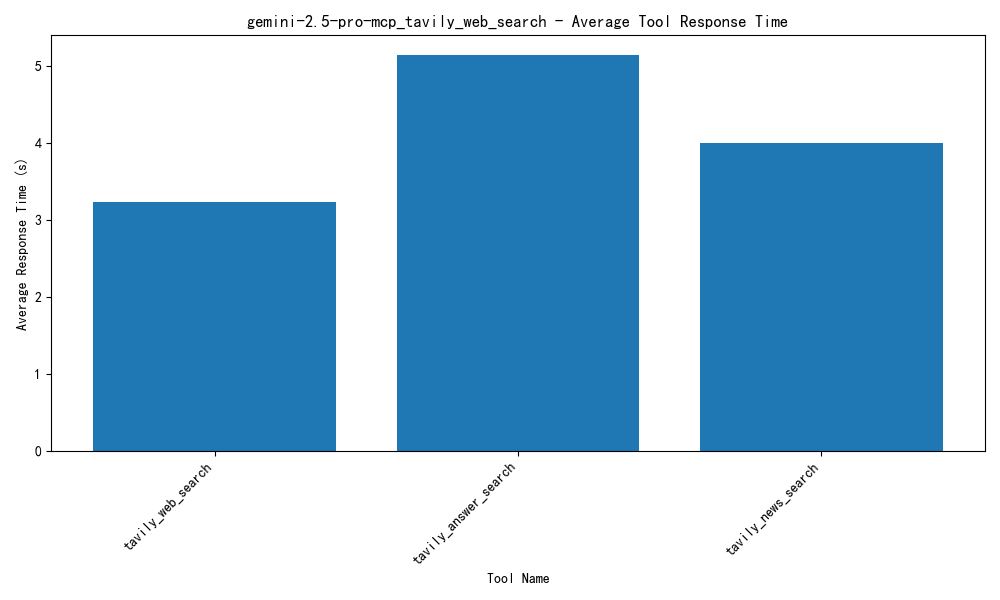 gemini-2.5-pro-mcp_tavily_web_search - Average Tool Response Time
Average Response Time (s)
5
4
3
2
1
0
tavily_web_search
tavily_answer_search
tavily_news_search
Tool Name